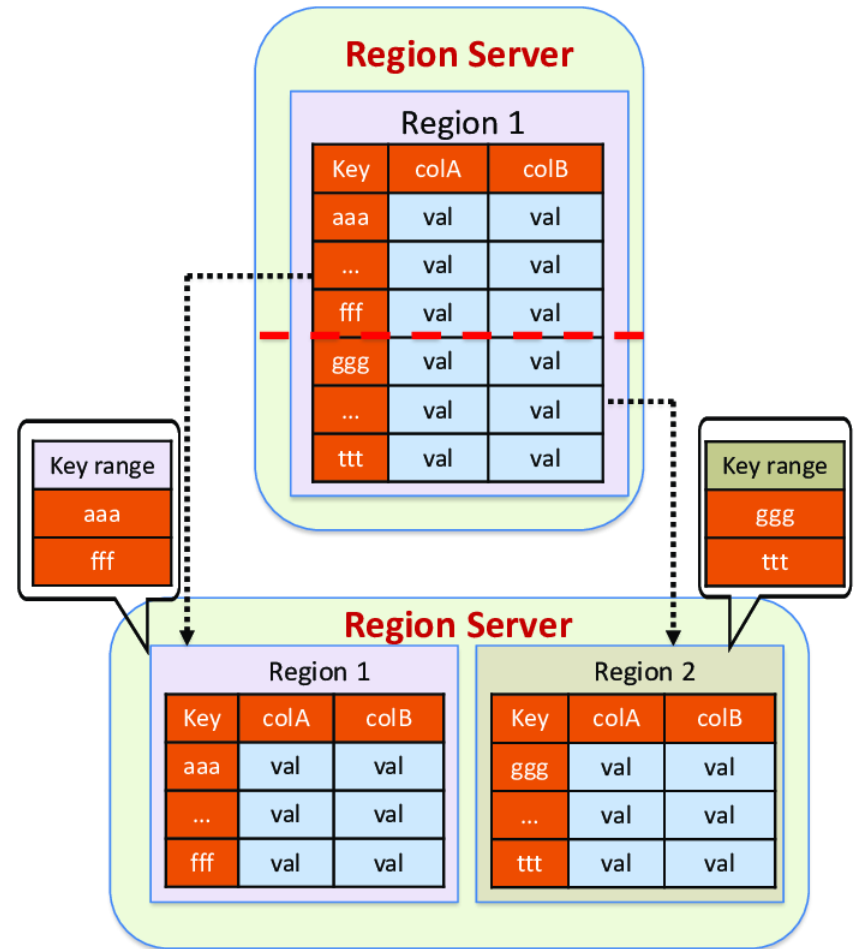 Region Server
Region 1
Key colA colB
aaa val val
... val val
fff val val
ggg val val
... val val
ttt val val
Key range
aaa
fff
Key range
ggg
ttt
Region Server
Region 1
Key colA colB
aaa val val
... val val
fff val val
Region 2
Key colA colB
ggg val val
... val val
ttt val val